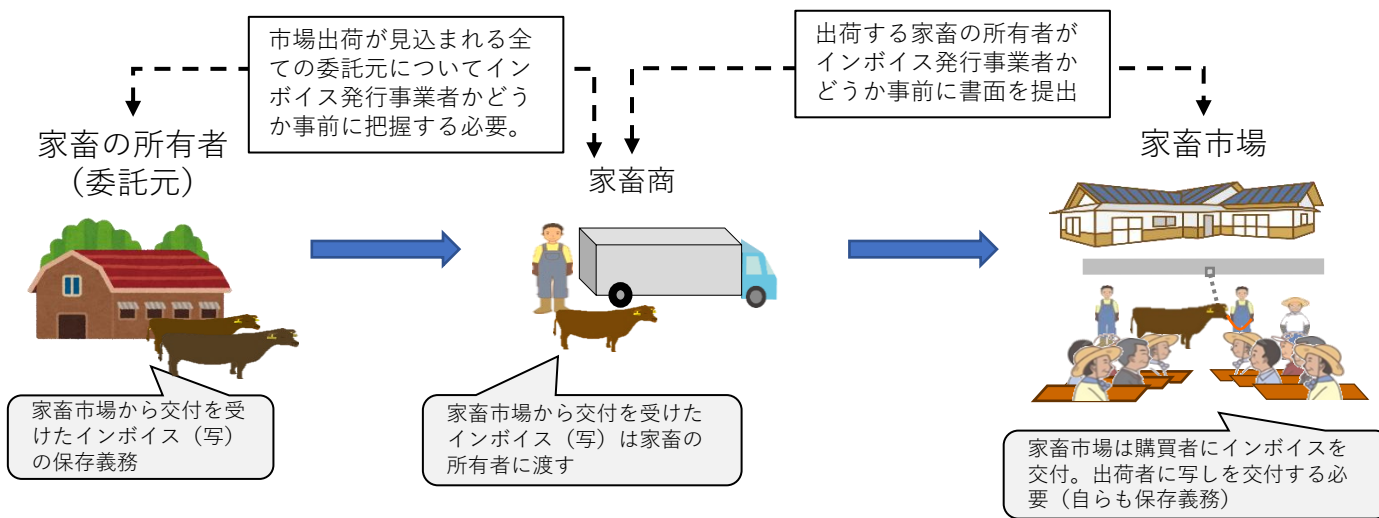 市場出荷が見込まれる全
ての委託元についてイン
ボイス発行事業者かどう
か事前に把握する必要。
出荷する家畜の所有者が
インボイス発行事業者か
どうか事前に書面を提出
家畜の所有者
（委託元）
家畜商
家畜市場
家畜市場から交付を受
けたインボイス（写）
の保存義務
家畜市場から交付を受けた
インボイス（写）は家畜の
所有者に渡す
家畜市場は購買者にインボイスを
交付。出荷者に写しを交付する必
要（自らも保存義務）